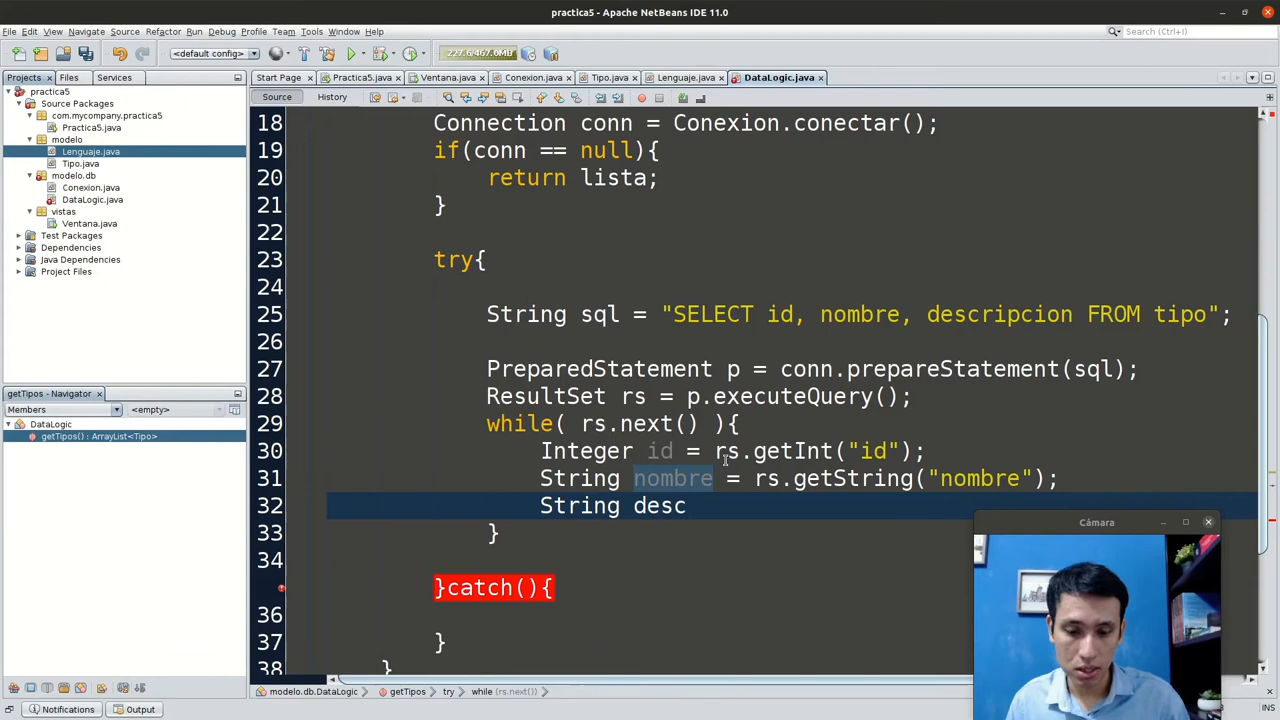 practica5 - Apache NetBeans IDE 11.0
File Edit View Navigate Source Refactor Run Debug Profile Team Tools Window Help
Search (Ctrl+I)
<default config>
227.6/467.0MB
Projects Files Services
Start Page Practica5.java Ventana.java Conexion.java Tipo.java Lenguaje.java DataLogic.java
Source History
practica5
Source Packages
com.mycompany.practica5
Practica5.java
modelo
Lenguaje.java
Tipo.java
modelo.db
Conexion.java
DataLogic.java
vistas
Ventana.java
Test Packages
Dependencies
Java Dependencies
Project Files
getTipos - Navigator
Members <empty>
DataLogic
getTipos() : ArrayList<Tipo>
18 Connection conn = Conexion.conectar();
19 if(conn == null){
20 return lista;
21 }
22
23 try{
24
25 String sql = "SELECT id, nombre, descripcion FROM tipo";
26
27 PreparedStatement p = conn.prepareStatement(sql);
28 ResultSet rs = p.executeQuery();
29 while( rs.next() ){
30 Integer id = rs.getInt("id");
31 String nombre = rs.getString("nombre");
32 String desc
33 }
34
}catch(){
36
37 }
38 }
Cámara
modelo.db.DataLogic getTipos try while (rs.next())
Notifications Output
INS